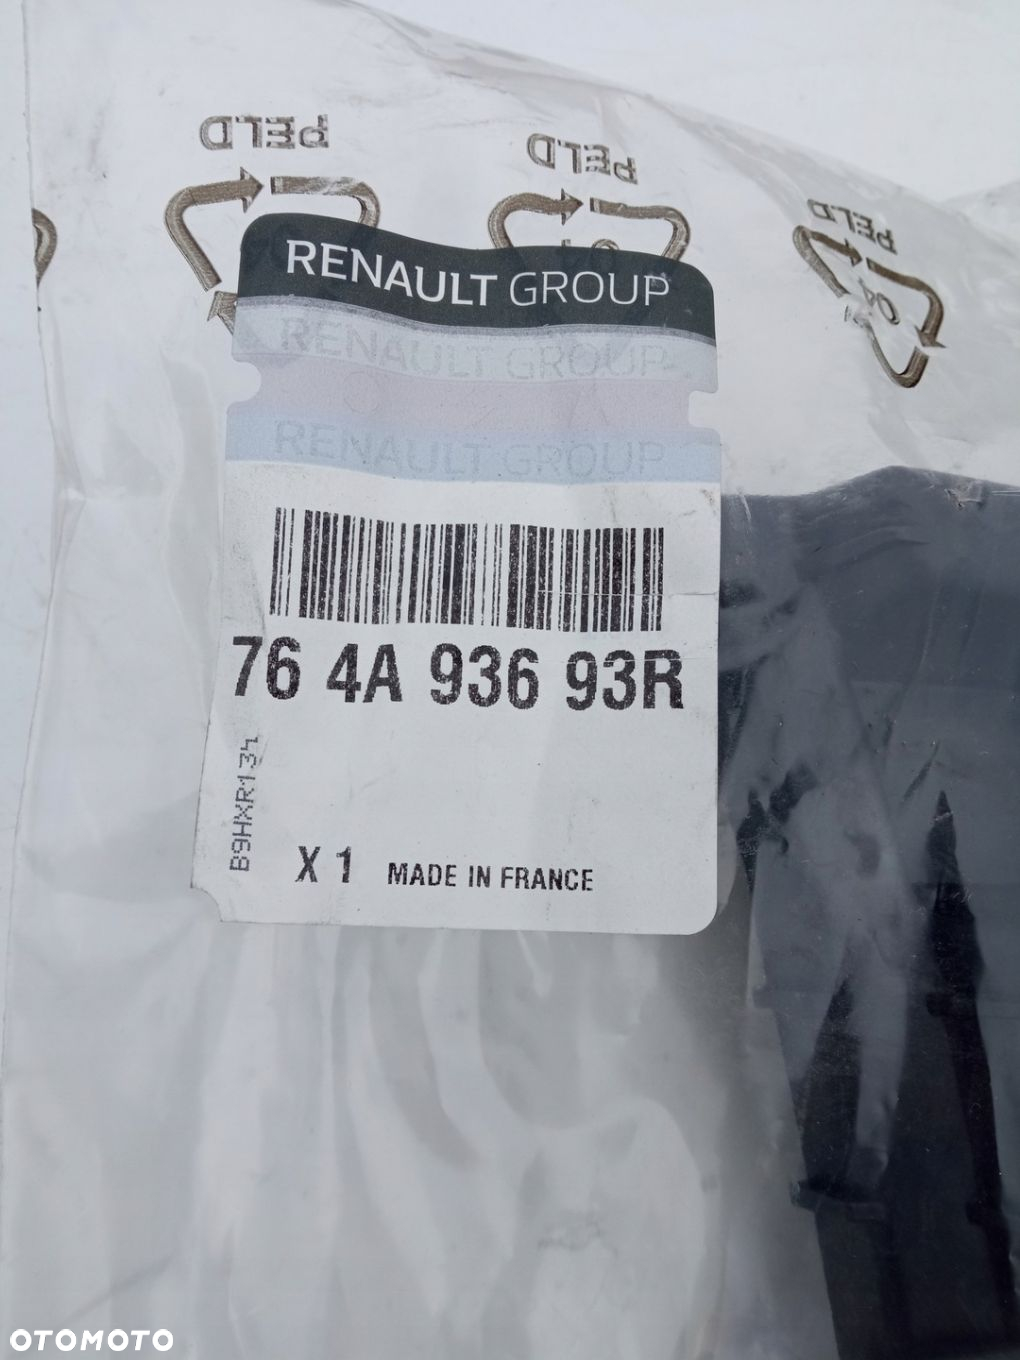 PELD
PELD
PELD
04
RENAULT GROUP
RENAULT GROUP
RENAULT GROUP
76 4A 936 93R
B9HXR134
X 1 MADE IN FRANCE
OTOMOTO